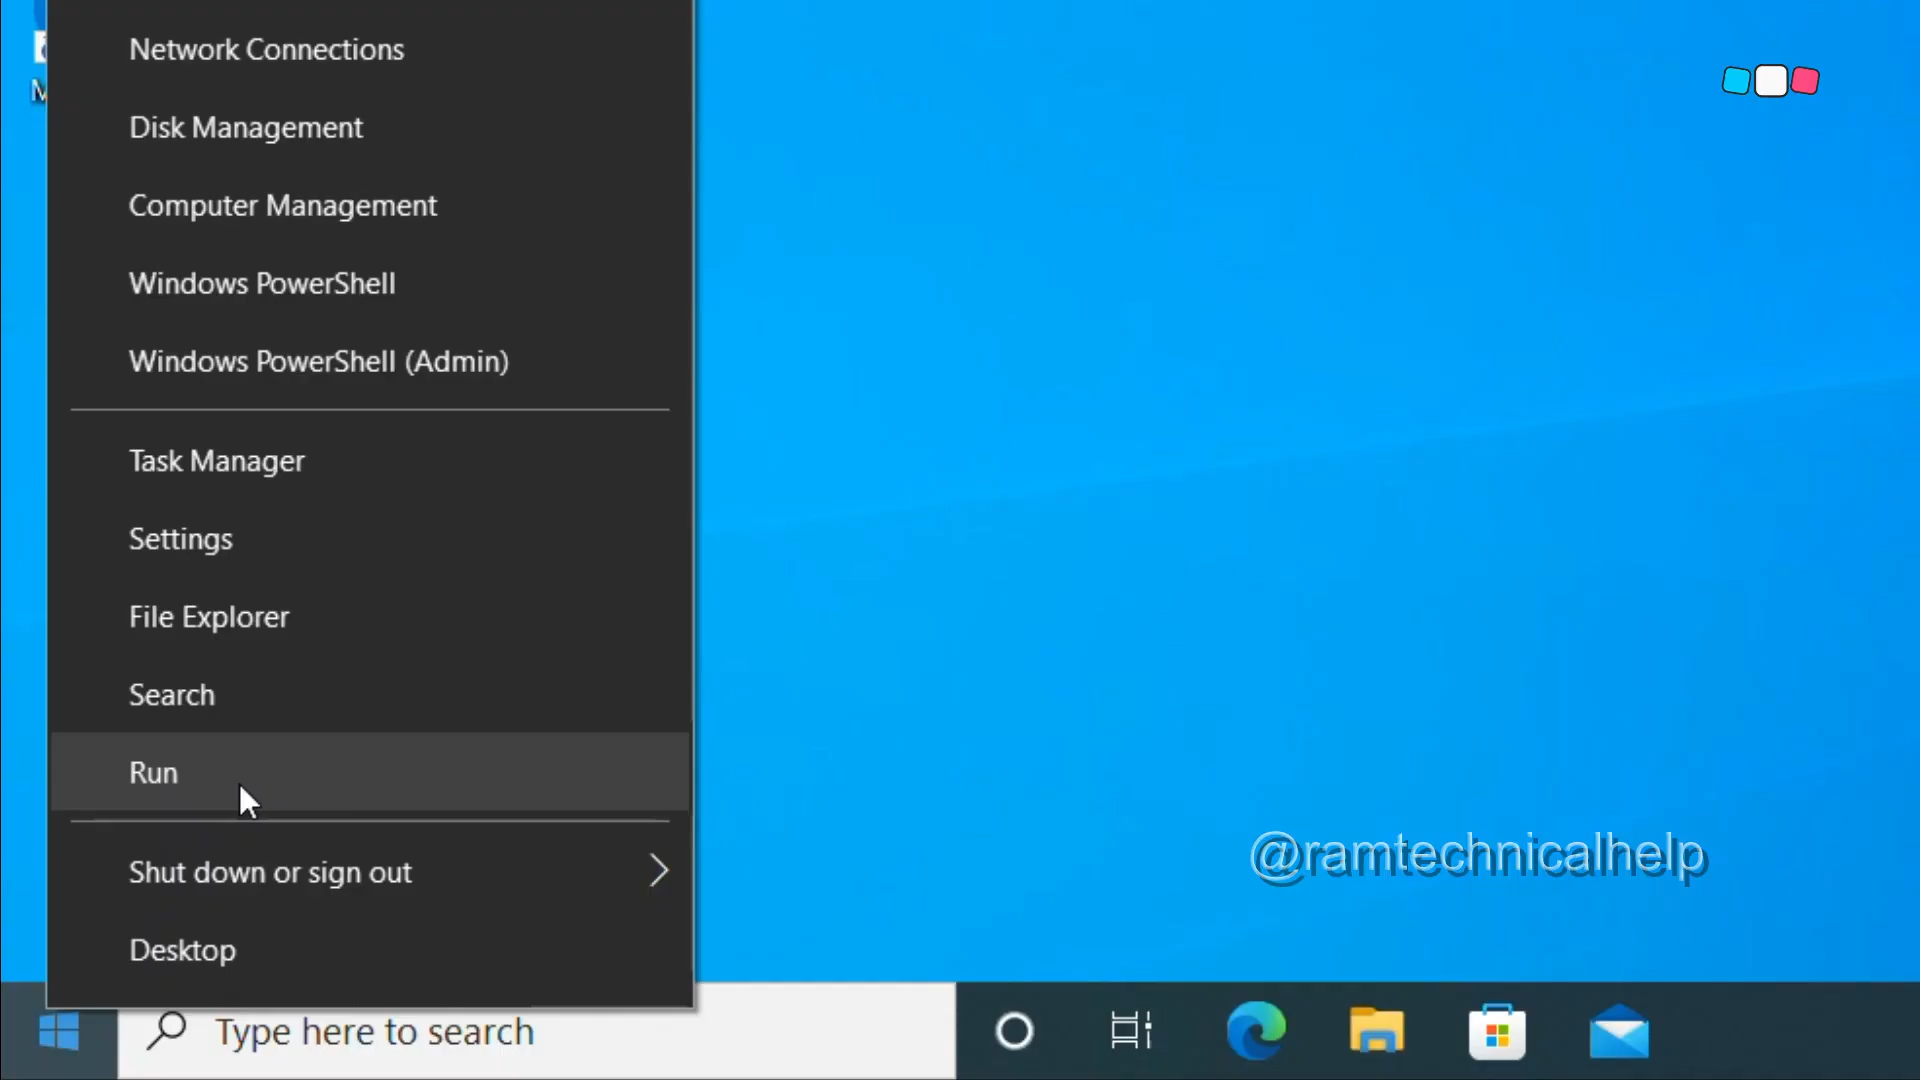 Network Connections
Disk Management
Computer Management
Windows PowerShell
Windows PowerShell (Admin)
Task Manager
Settings
File Explorer
Search
Run
Shut down or sign out
Desktop
@ramtechnicalhelp
Type here to search